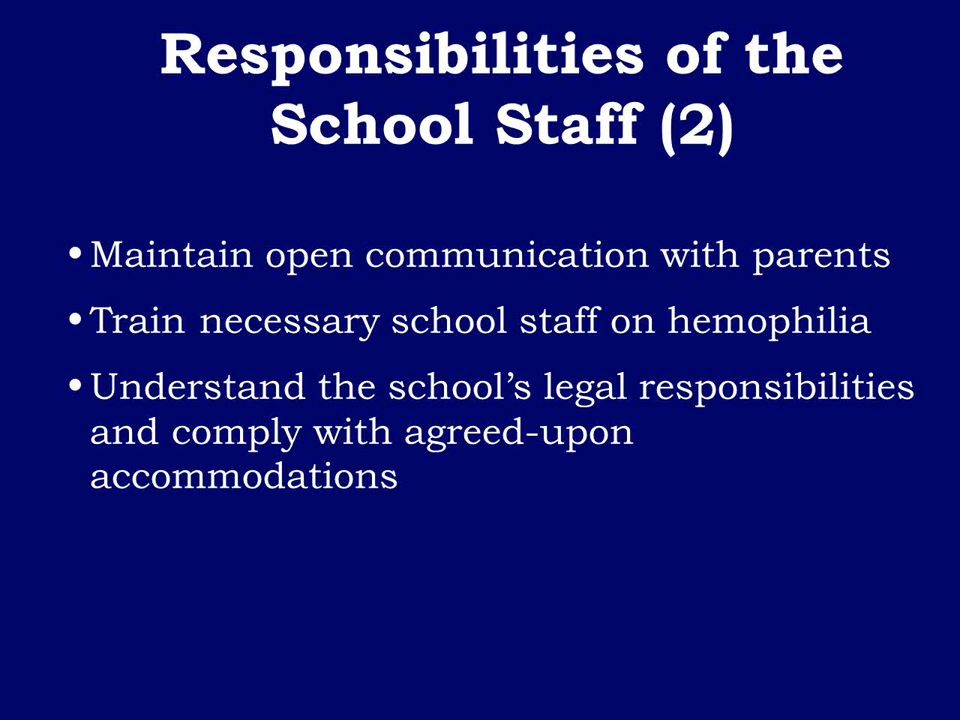 Responsibilities of the
School Staff (2)
•Maintain open communication with parents
•Train necessary school staff on hemophilia
•Understand the school’s legal responsibilities
and comply with agreed-upon
accommodations